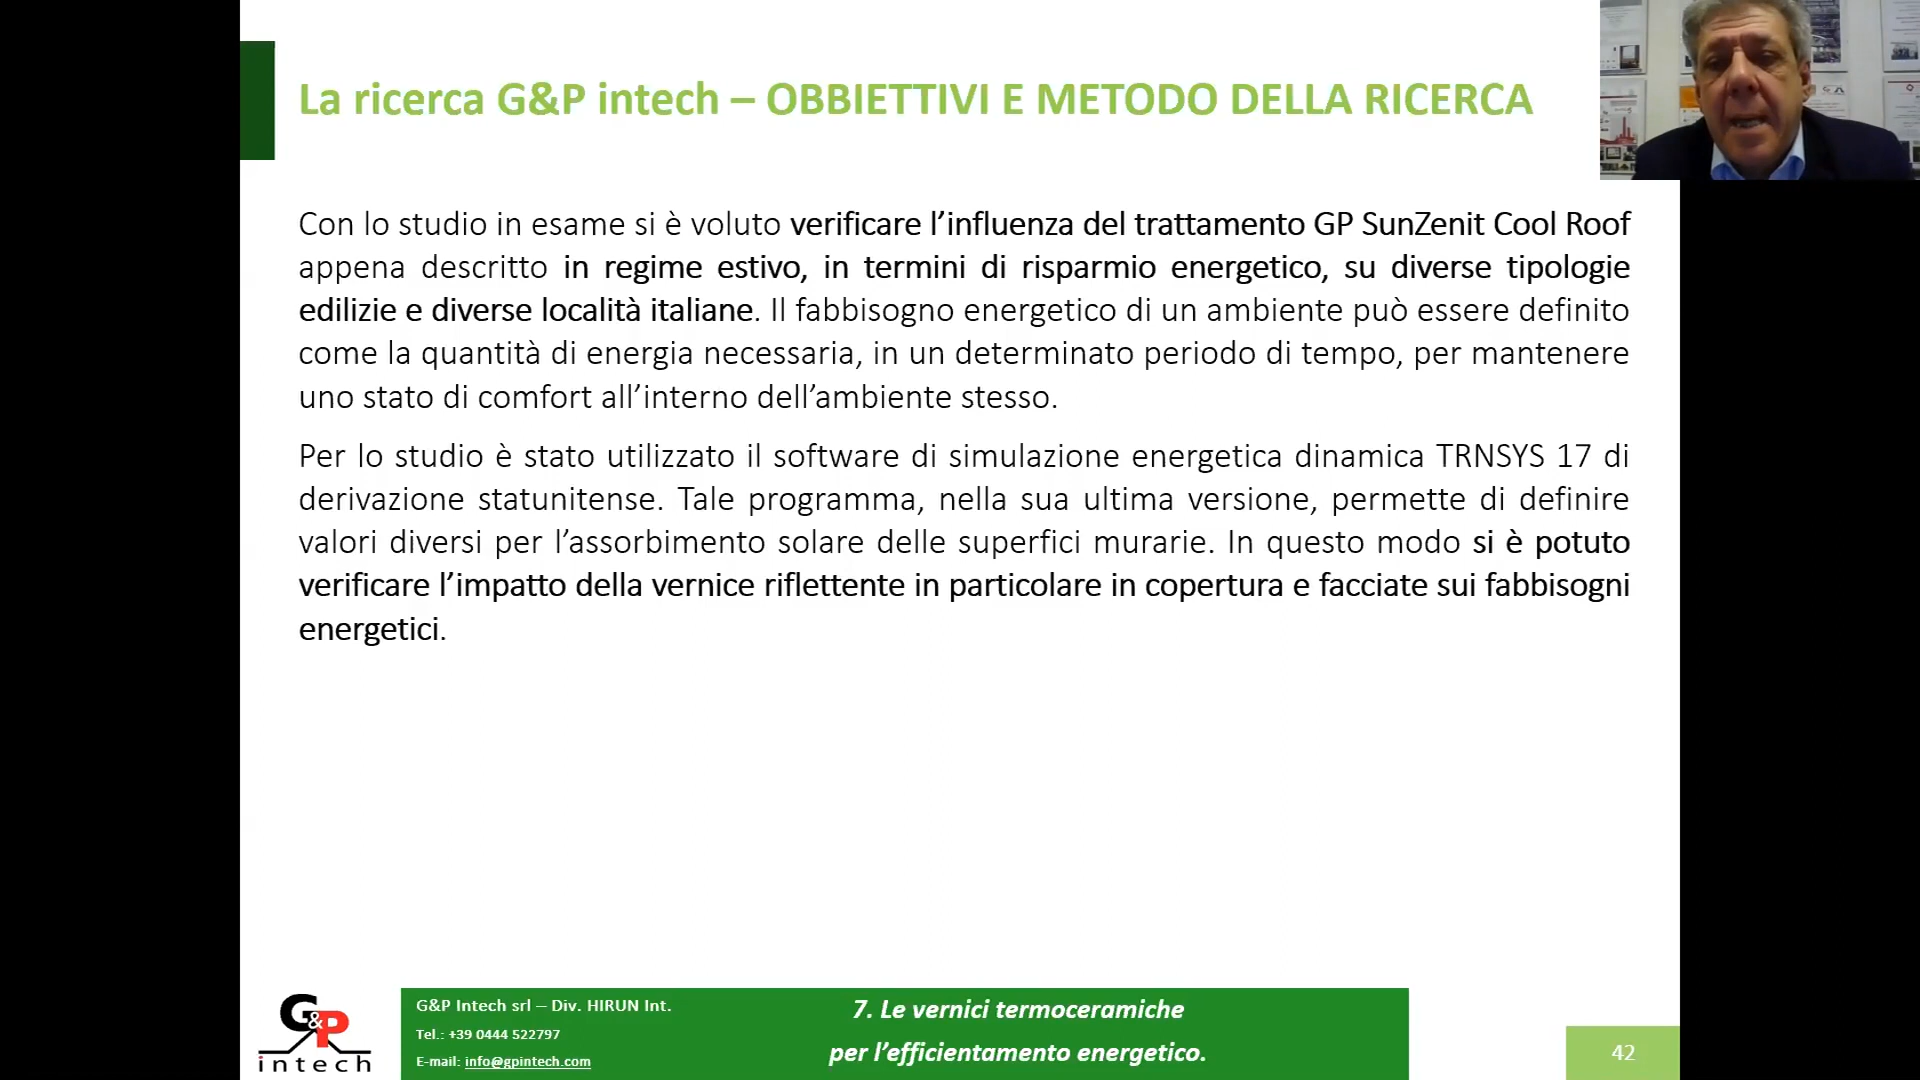 La ricerca G&P intech – OBBIETTIVI E METODO DELLA RICERCA
Con lo studio in esame si è voluto verificare l’influenza del trattamento GP SunZenit Cool Roof
appena descritto in regime estivo, in termini di risparmio energetico, su diverse tipologie
edilizie e diverse località italiane. Il fabbisogno energetico di un ambiente può essere definito
come la quantità di energia necessaria, in un determinato periodo di tempo, per mantenere
uno stato di comfort all’interno dell’ambiente stesso.
Per lo studio è stato utilizzato il software di simulazione energetica dinamica TRNSYS 17 di
derivazione statunitense. Tale programma, nella sua ultima versione, permette di definire
valori diversi per l’assorbimento solare delle superfici murarie. In questo modo si è potuto
verificare l’impatto della vernice riflettente in particolare in copertura e facciate sui fabbisogni
energetici.
G&P
intech
G&P Intech srl – Div. HIRUN Int.
Tel.: +39 0444 522797
E-mail: info@gpintech.com
7. Le vernici termoceramiche
per l’efficientamento energetico.
42